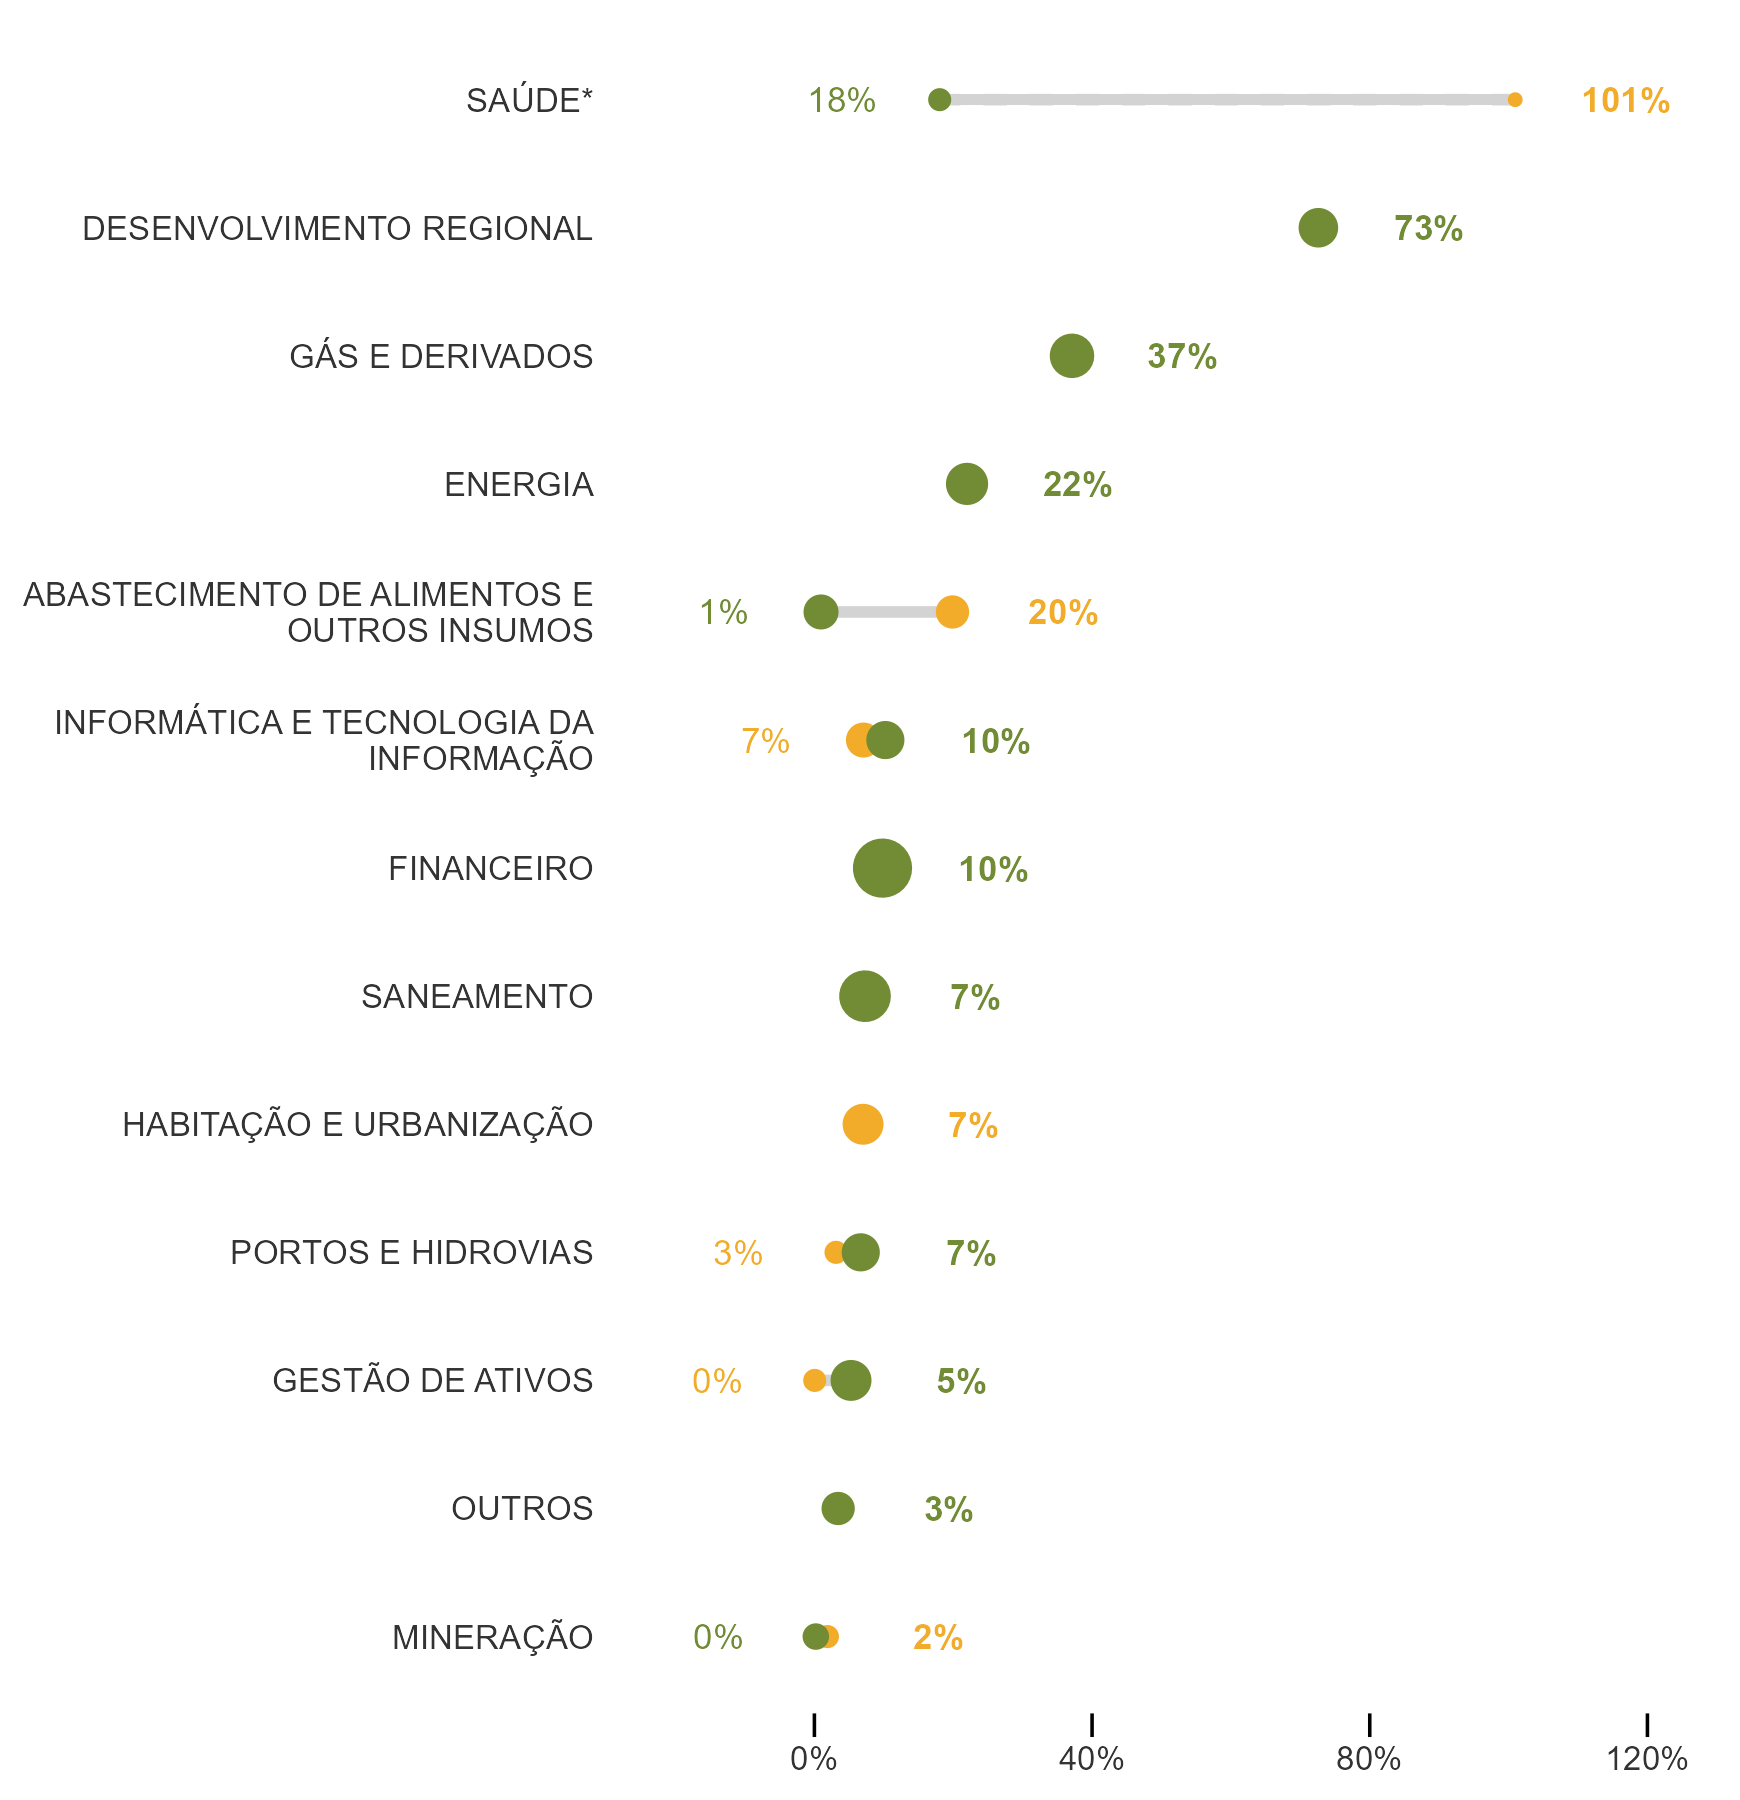 SAÚDE* 18% 101%
DESENVOLVIMENTO REGIONAL 73%
GÁS E DERIVADOS 37%
ENERGIA 22%
ABASTECIMENTO DE ALIMENTOS E
OUTROS INSUMOS
1% 20%
INFORMÁTICA E TECNOLOGIA DA
INFORMAÇÃO
7% 10%
FINANCEIRO 10%
SANEAMENTO 7%
HABITAÇÃO E URBANIZAÇÃO 7%
PORTOS E HIDROVIAS 3% 7%
GESTÃO DE ATIVOS 0% 5%
OUTROS 3%
MINERAÇÃO 0% 2%
0% 40% 80% 120%